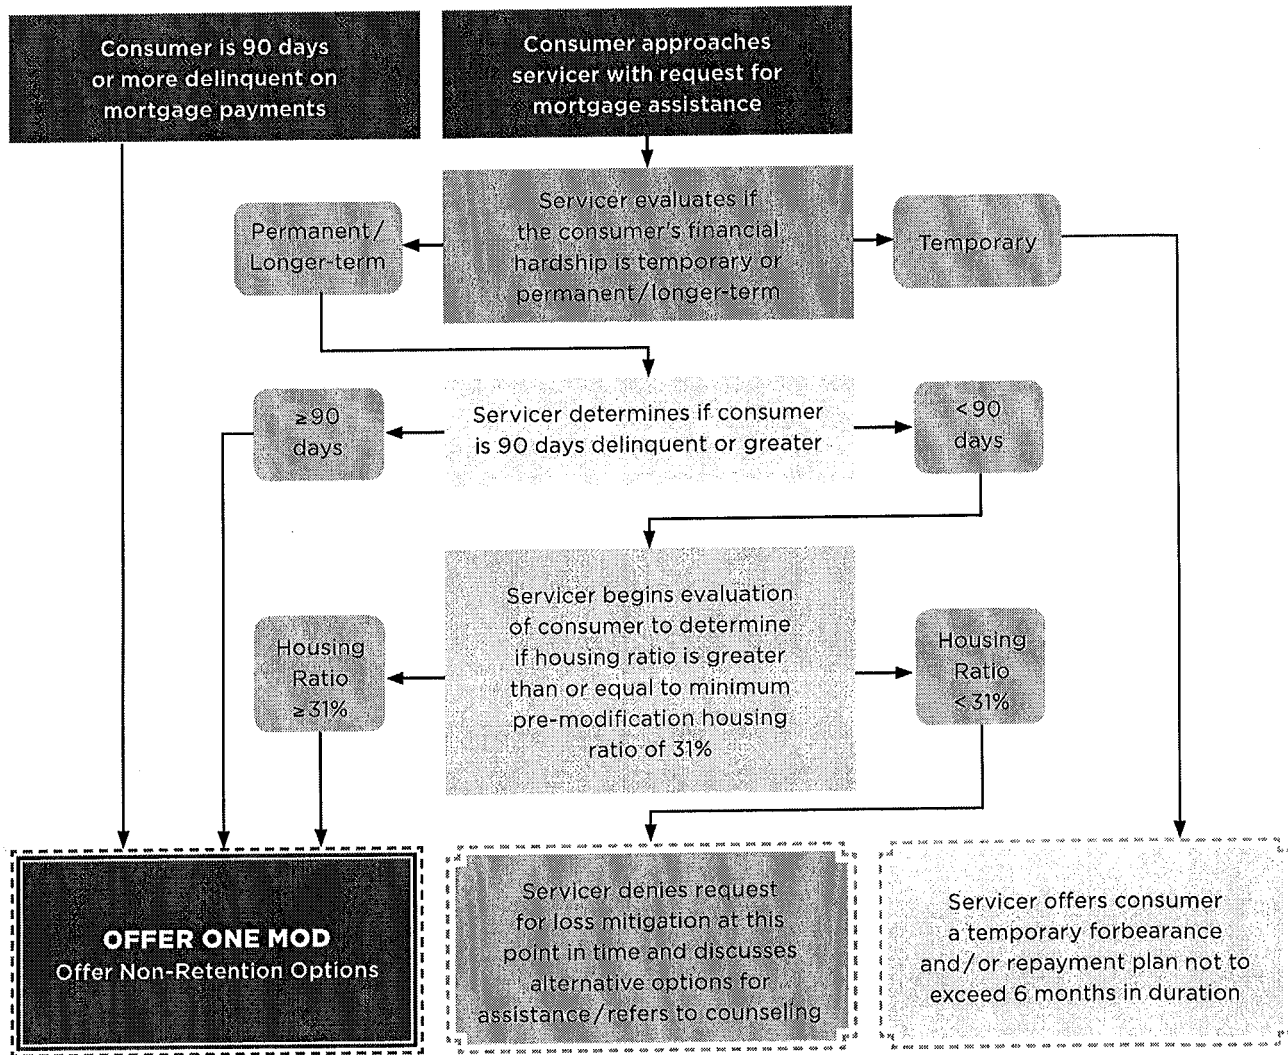 Consumer is 90 days
or more delinquent on
mortgage payments
Consumer approaches
servicer with request for
mortgage assistance
Permanent/
Longer-term
Servicer evaluates if
the consumer's financial
hardship is temporary or
permanent/longer-term
Temporary
≥90
days
Servicer determines if consumer
is 90 days delinquent or greater
<90
days
Housing
Ratio
≥31%
Servicer begins evaluation
of consumer to determine
if housing ratio is greater
than or equal to minimum
pre-modification housing
ratio of 31%
Housing
Ratio
<31%
OFFER ONE MOD
Offer Non-Retention Options
Servicer denies request
for loss mitigation at this
point in time and discusses
alternative options for
assistance/refers to counseling
Servicer offers consumer
a temporary forbearance
and/or repayment plan not to
exceed 6 months in duration